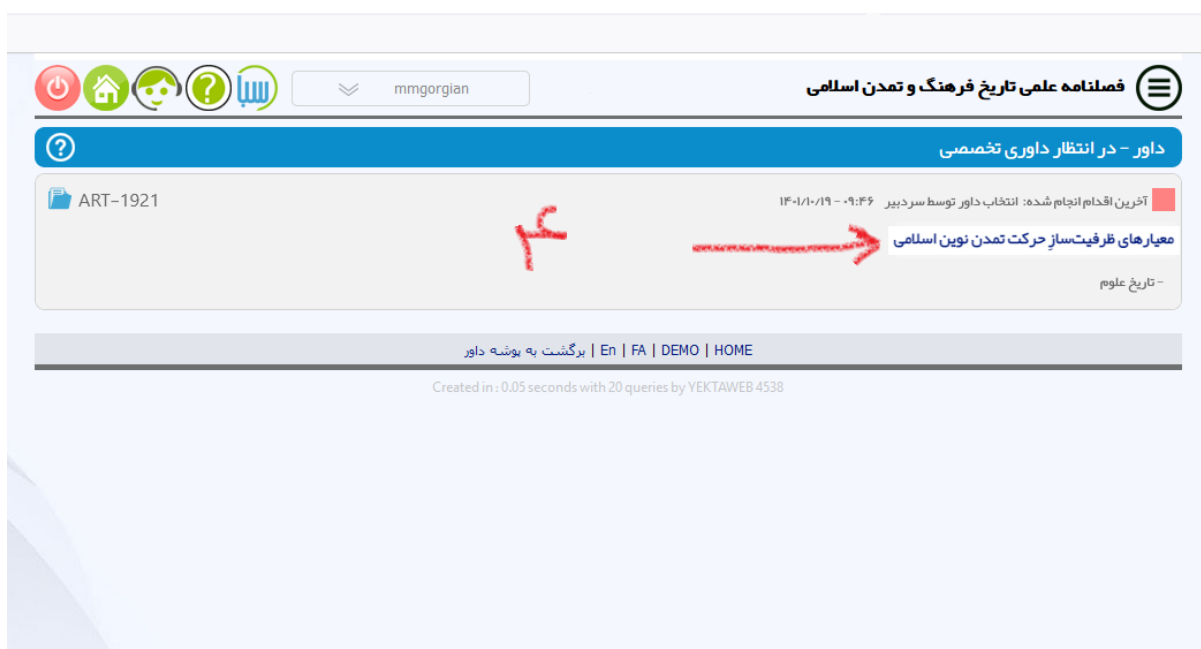 فصلنامه علمی تاریخ فرهنگ و تمدن اسلامی
mmgorgian
سیبا
داور - در انتظار داوری تخصصی
آخرین اقدام انجام شده: انتخاب داور توسط سردبیر ۰۹:۴۶ - ۱۴۰۱/۱۰/۱۹
ART-1921
معیارهای ظرفیت‌سازِ حرکت تمدن نوین اسلامی
۴
- تاریخ علوم
HOME | DEMO | FA | En | برگشت به پوشه داور
Created in : 0.05 seconds with 20 queries by YEKTAWEB 4538